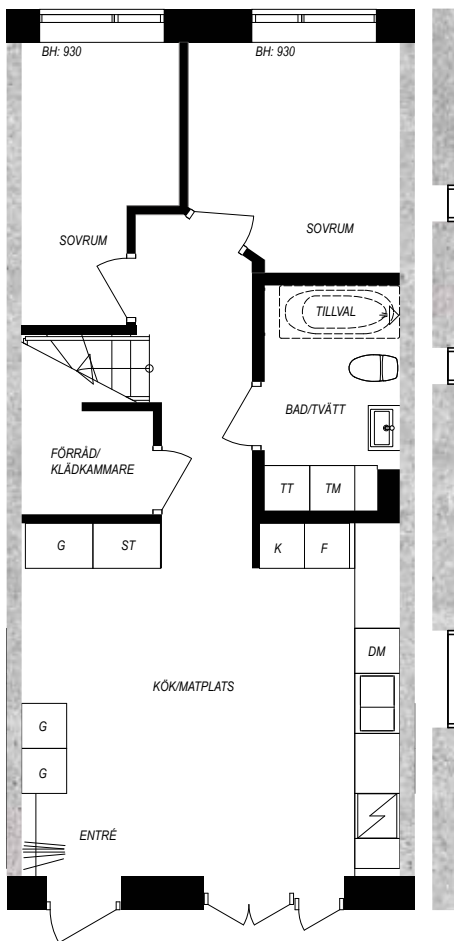 BH: 930
BH: 930
SOVRUM
SOVRUM
TILLVAL
BAD/TVÄTT
FÖRRÅD/
KLÄDKAMMARE
TT
TM
G
ST
K
F
DM
KÖK/MATPLATS
G
G
ENTRÉ